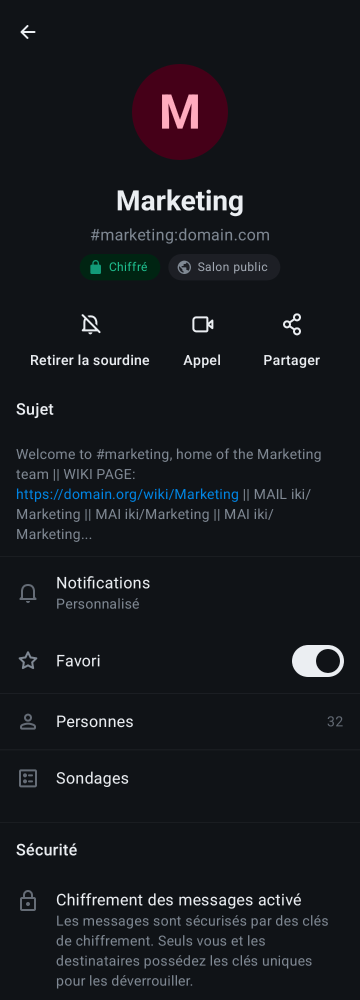 M
Marketing
#marketing:domain.com
Chiffré
Salon public
Retirer la sourdine
Appel
Partager
Sujet
Welcome to #marketing, home of the Marketing
team || WIKI PAGE:
https://domain.org/wiki/Marketing || MAIL iki/
Marketing || MAI iki/Marketing || MAI iki/
Marketing...
Notifications
Personnalisé
Favori
Personnes
32
Sondages
Sécurité
Chiffrement des messages activé
Les messages sont sécurisés par des clés
de chiffrement. Seuls vous et les
destinataires possédez les clés uniques
pour les déverrouiller.